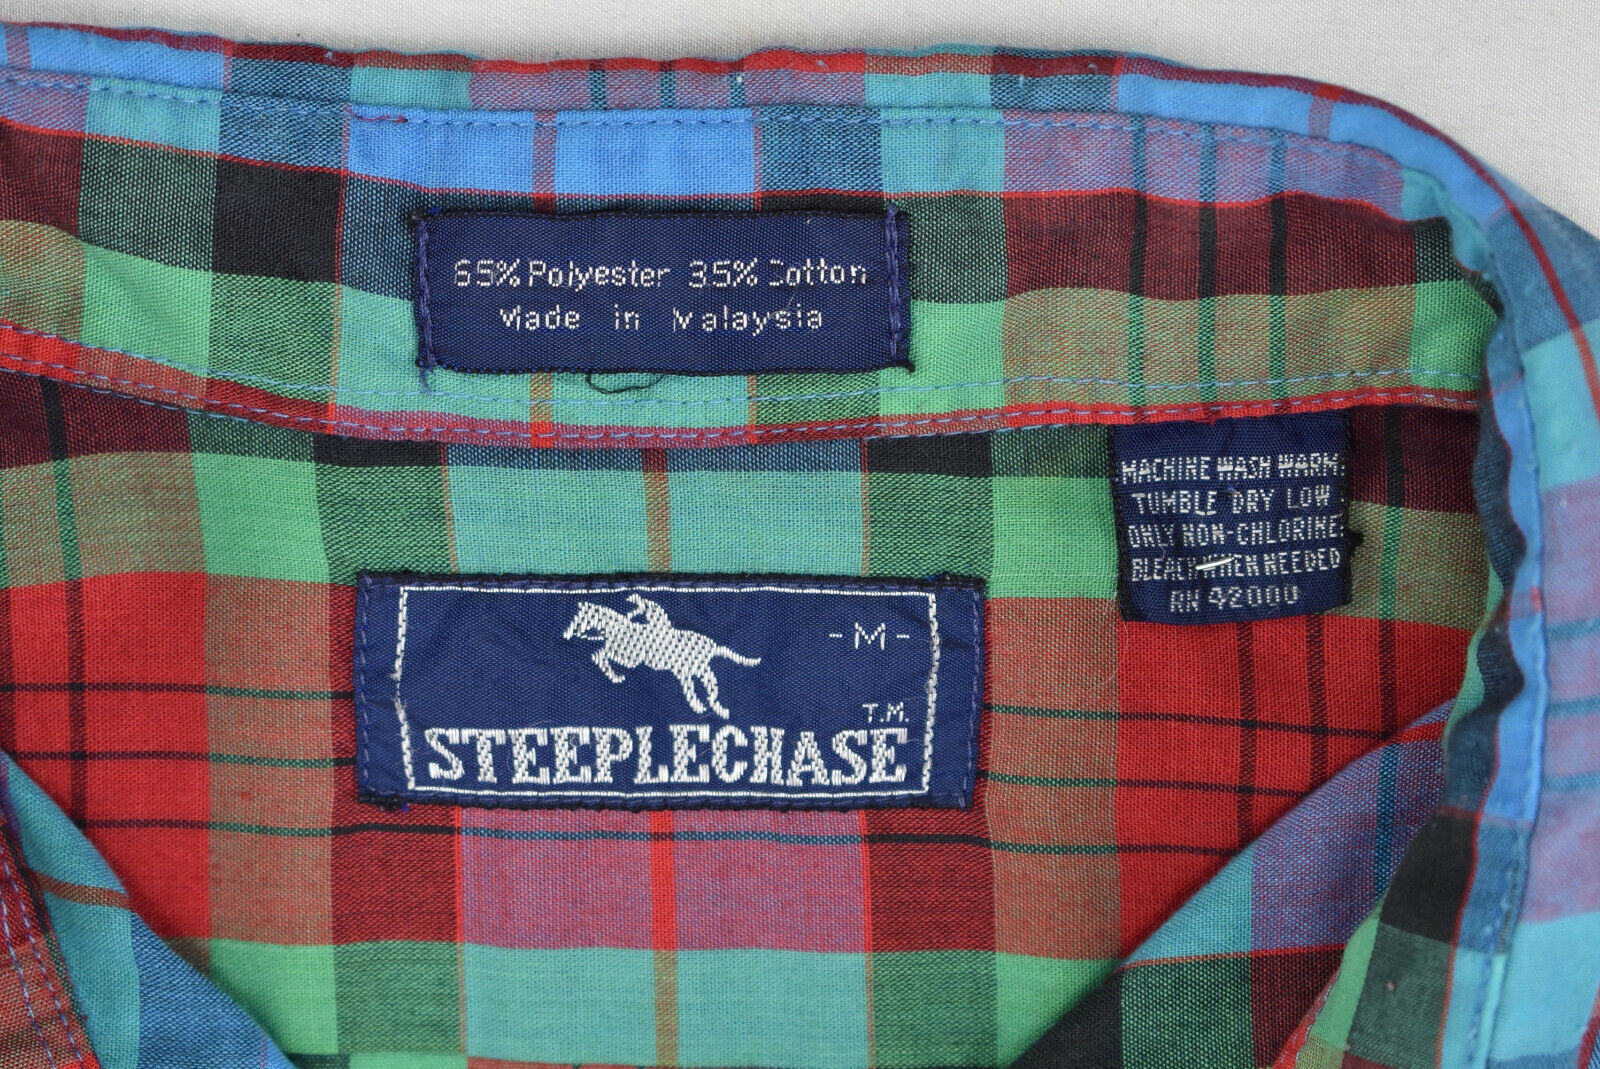 65% Polyester 35% Cotton
Made in Malaysia
MACHINE WASH WARM
TUMBLE DRY LOW
ONLY NON-CHLORINE
BLEACH WHEN NEEDED
RN 42000
-M-
T.M.
STEEPLECHASE